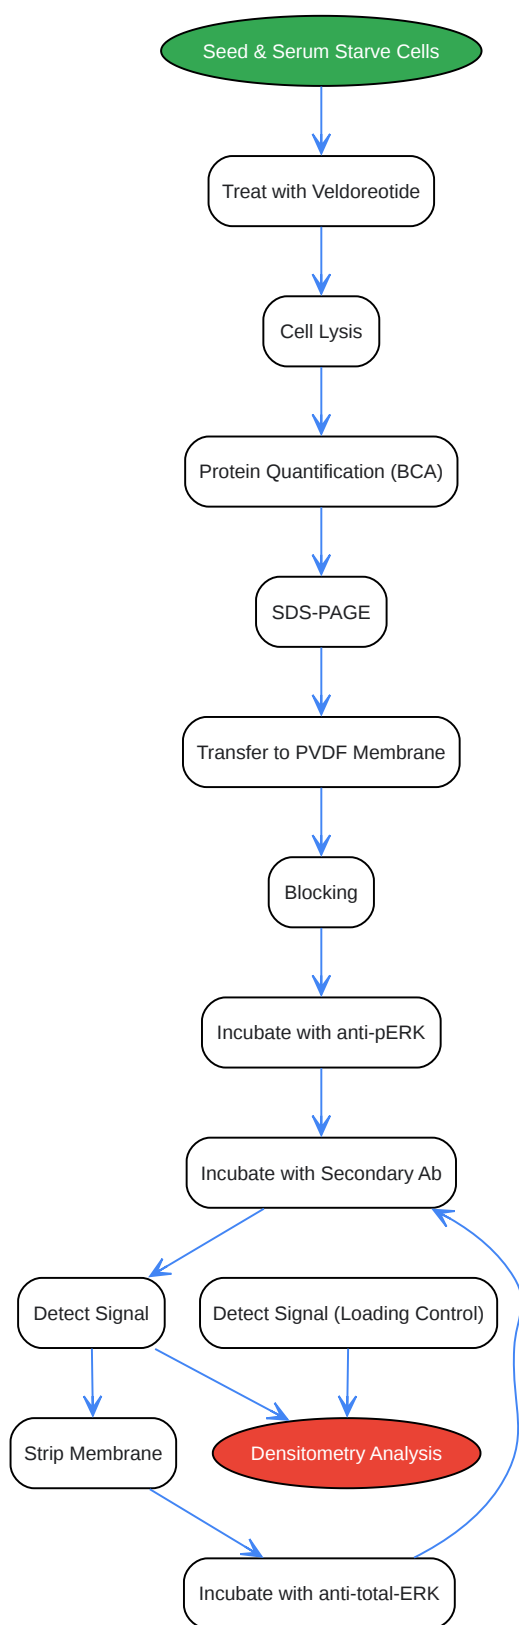 Seed & Serum Starve Cells
Treat with Veldoreotide
Cell Lysis
Protein Quantification (BCA)
SDS-PAGE
Transfer to PVDF Membrane
Blocking
Incubate with anti-pERK
Incubate with Secondary Ab
Detect Signal
Detect Signal (Loading Control)
Strip Membrane
Densitometry Analysis
Incubate with anti-total-ERK